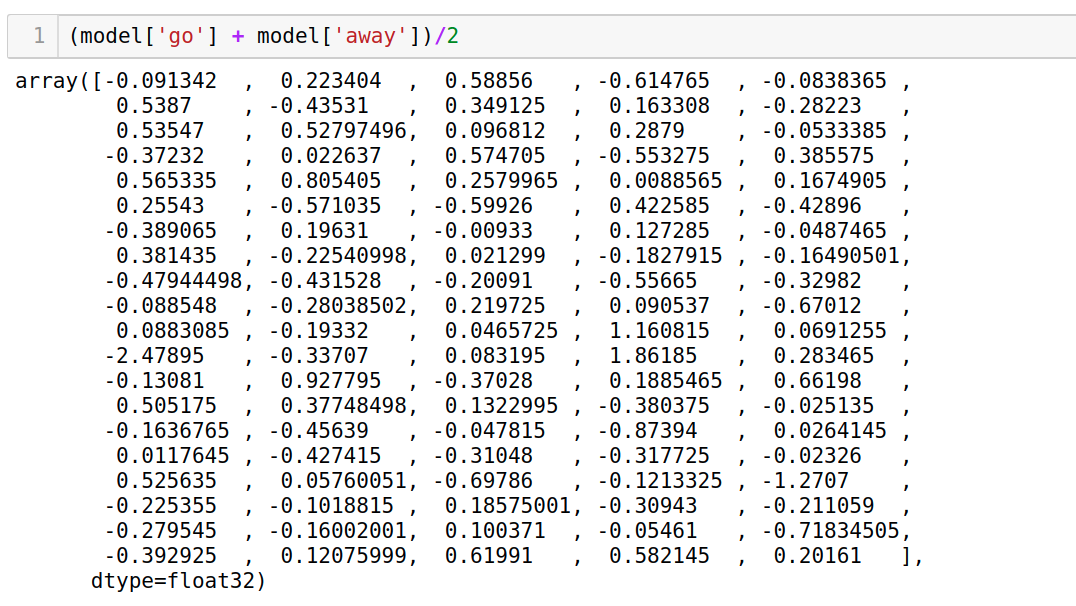 1 (model['go'] + model['away'])/2
array([-0.091342  ,  0.223404  ,  0.58856   , -0.614765  , -0.0838365 ,
        0.5387    , -0.43531   ,  0.349125  ,  0.163308  , -0.28223   ,
        0.53547   ,  0.52797496,  0.096812  ,  0.2879    , -0.0533385 ,
       -0.37232   ,  0.022637  ,  0.574705  , -0.553275  ,  0.385575  ,
        0.565335  ,  0.805405  ,  0.2579965 ,  0.0088565 ,  0.1674905 ,
        0.25543   , -0.571035  , -0.59926   ,  0.422585  , -0.42896   ,
       -0.389065  ,  0.19631   , -0.00933   ,  0.127285  , -0.0487465 ,
        0.381435  , -0.22540998,  0.021299  , -0.1827915 , -0.16490501,
       -0.47944498, -0.431528  , -0.20091   , -0.55665   , -0.32982   ,
       -0.088548  , -0.28038502,  0.219725  ,  0.090537  , -0.67012   ,
        0.0883085 , -0.19332   ,  0.0465725 ,  1.160815  ,  0.0691255 ,
       -2.47895   , -0.33707   ,  0.083195  ,  1.86185   ,  0.283465  ,
       -0.13081   ,  0.927795  , -0.37028   ,  0.1885465 ,  0.66198   ,
        0.505175  ,  0.37748498,  0.1322995 , -0.380375  , -0.025135  ,
       -0.1636765 , -0.45639   , -0.047815  , -0.87394   ,  0.0264145 ,
        0.0117645 , -0.427415  , -0.31048   , -0.317725  , -0.02326   ,
        0.525635  ,  0.05760051, -0.69786   , -0.1213325 , -1.2707    ,
       -0.225355  , -0.1018815 ,  0.18575001, -0.30943   , -0.211059  ,
       -0.279545  , -0.16002001,  0.100371  , -0.05461   , -0.71834505,
       -0.392925  ,  0.12075999,  0.61991   ,  0.582145  ,  0.20161   ],
      dtype=float32)